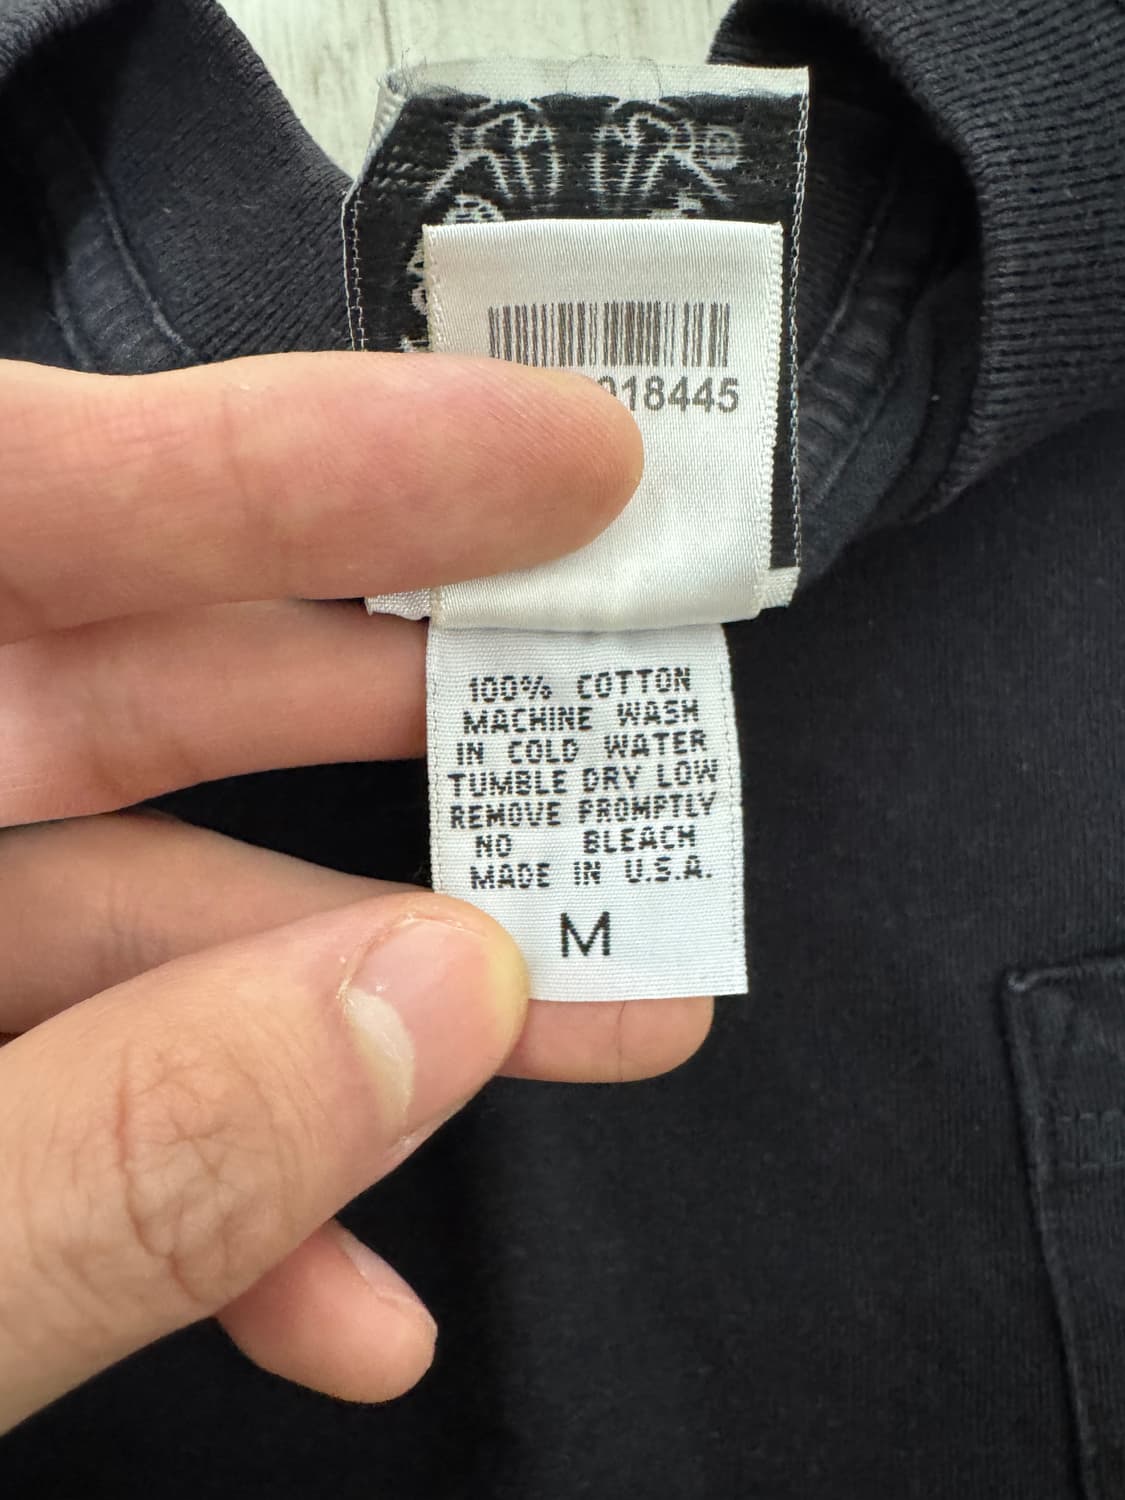 ®
018445
100% COTTON
MACHINE WASH
IN COLD WATER
TUMBLE DRY LOW
REMOVE PROMPTLY
NO BLEACH
MADE IN U.S.A.
M